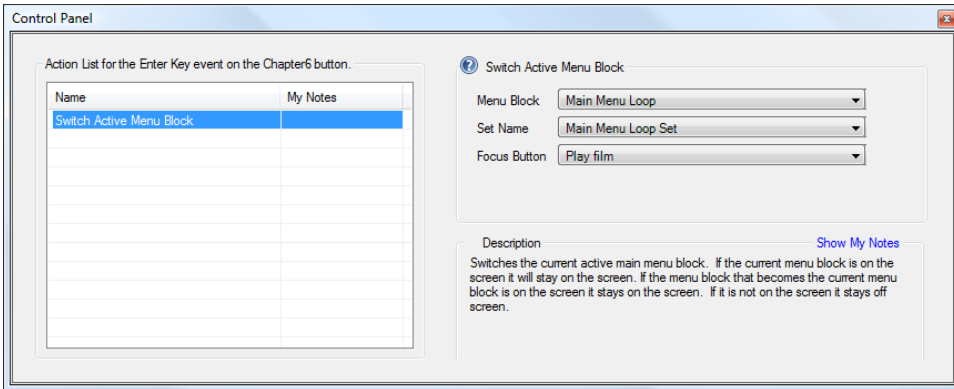 Control Panel
Action List for the Enter Key event on the Chapter6 button.
Name My Notes
Switch Active Menu Block
Switch Active Menu Block
Menu Block Main Menu Loop
Set Name Main Menu Loop Set
Focus Button Play film
Description Show My Notes
Switches the current active main menu block. If the current menu block is on the
screen it will stay on the screen. If the menu block that becomes the current menu
block is on the screen it stays on the screen. If it is not on the screen it stays off
screen.